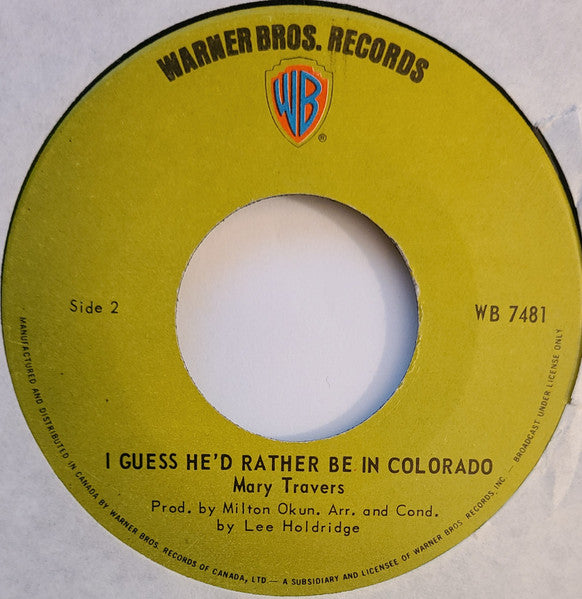 WARNER BROS. RECORDS
WB
®
Side 2
WB 7481
I GUESS HE'D RATHER BE IN COLORADO
Mary Travers
Prod. by Milton Okun. Arr. and Cond.
by Lee Holdridge
MANUFACTURED AND DISTRIBUTED IN CANADA BY WARNER BROS. RECORDS OF CANADA, LTD — A SUBSIDIARY AND LICENSEE OF WARNER BROS. RECORDS, INC. — BROADCAST UNDER LICENSE ONLY